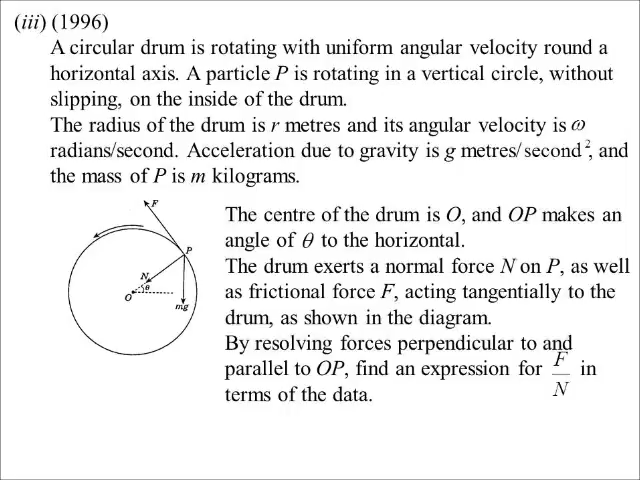 (iii) (1996)
A circular drum is rotating with uniform angular velocity round a
horizontal axis. A particle P is rotating in a vertical circle, without
slipping, on the inside of the drum.
The radius of the drum is r metres and its angular velocity is ω
radians/second. Acceleration due to gravity is g metres/second², and
the mass of P is m kilograms.
F
P
N
θ
O
mg
The centre of the drum is O, and OP makes an
angle of θ to the horizontal.
The drum exerts a normal force N on P, as well
as frictional force F, acting tangentially to the
drum, as shown in the diagram.
By resolving forces perpendicular to and
parallel to OP, find an expression for F/N in
terms of the data.